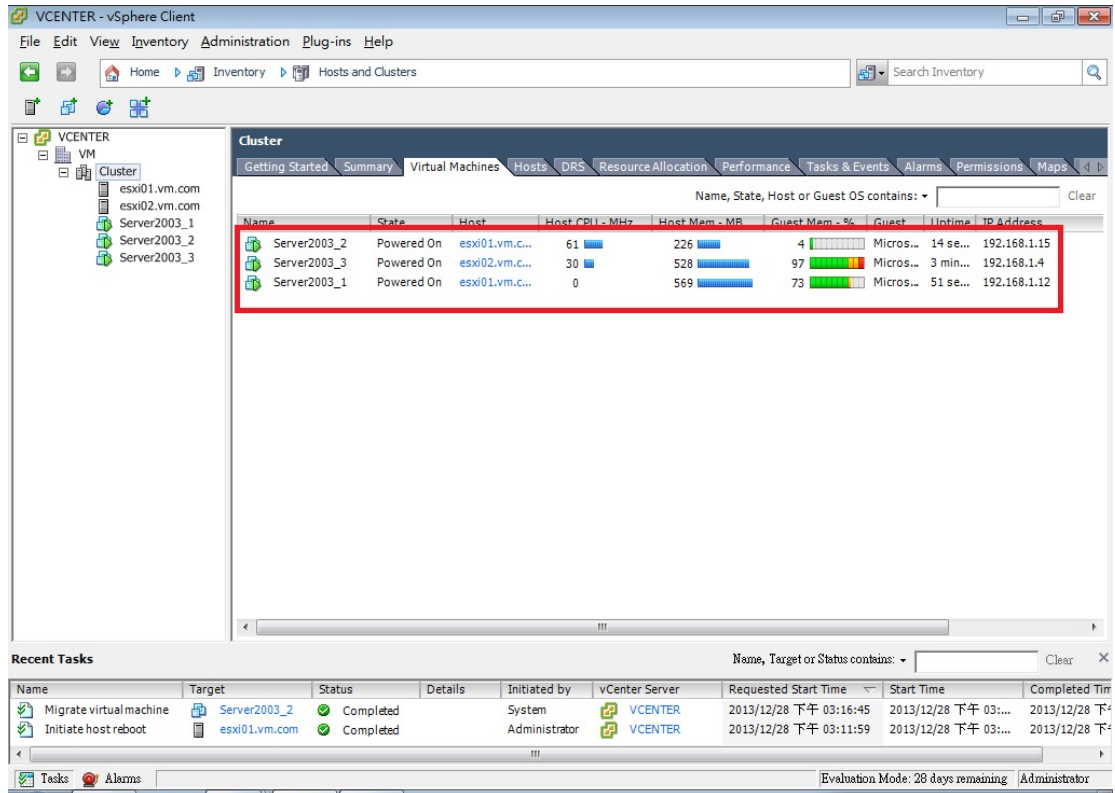 VCENTER - vSphere Client
File Edit View Inventory Administration Plug-ins Help
Home Inventory Hosts and Clusters Search Inventory
VCENTER
VM
Cluster
esxi01.vm.com
esxi02.vm.com
Server2003_1
Server2003_2
Server2003_3
Cluster
Getting Started Summary Virtual Machines Hosts DRS Resource Allocation Performance Tasks & Events Alarms Permissions Maps
Name, State, Host or Guest OS contains: Clear
Name State Host Host CPU - MHz Host Mem - MB Guest Mem - % Guest Uptime IP Address
Server2003_2 Powered On esxi01.vm.c... 61 226 4 Micros... 14 se... 192.168.1.15
Server2003_3 Powered On esxi02.vm.c... 30 528 97 Micros... 3 min... 192.168.1.4
Server2003_1 Powered On esxi01.vm.c... 0 569 73 Micros... 51 se... 192.168.1.12
Recent Tasks Name, Target or Status contains: Clear
Name Target Status Details Initiated by vCenter Server Requested Start Time Start Time Completed Tim
Migrate virtual machine Server2003_2 Completed System VCENTER 2013/12/28 下午 03:16:45 2013/12/28 下午 03:... 2013/12/28 下
Initiate host reboot esxi01.vm.com Completed Administrator VCENTER 2013/12/28 下午 03:11:59 2013/12/28 下午 03:... 2013/12/28 下
Tasks Alarms Evaluation Mode: 28 days remaining Administrator